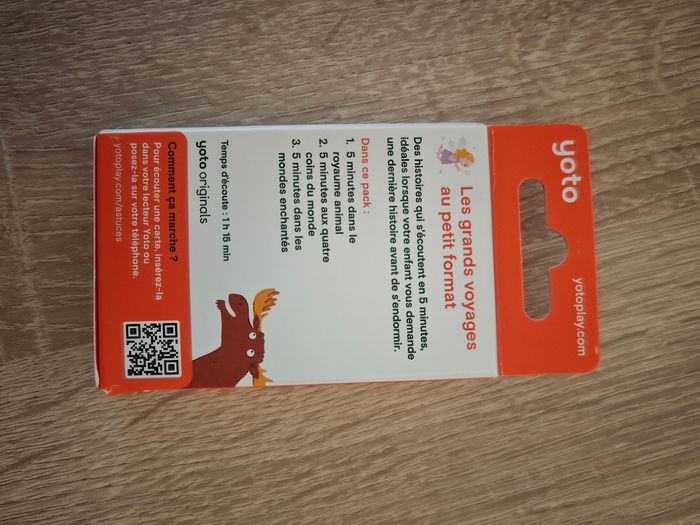 yoto
yotoplay.com
Les grands voyages
au petit format
Des histoires qui s'écoutent en 5 minutes,
idéales lorsque votre enfant vous demande
une dernière histoire avant de s'endormir.
Dans ce pack :
1. 5 minutes dans le
royaume animal
2. 5 minutes aux quatre
coins du monde
3. 5 minutes dans les
mondes enchantés
Temps d'écoute : 1 h 15 min
yoto originals
Comment ça marche ?
Pour écouter une carte, insérez-la
dans votre lecteur Yoto ou
posez-la sur votre téléphone.
yotoplay.com/astuces